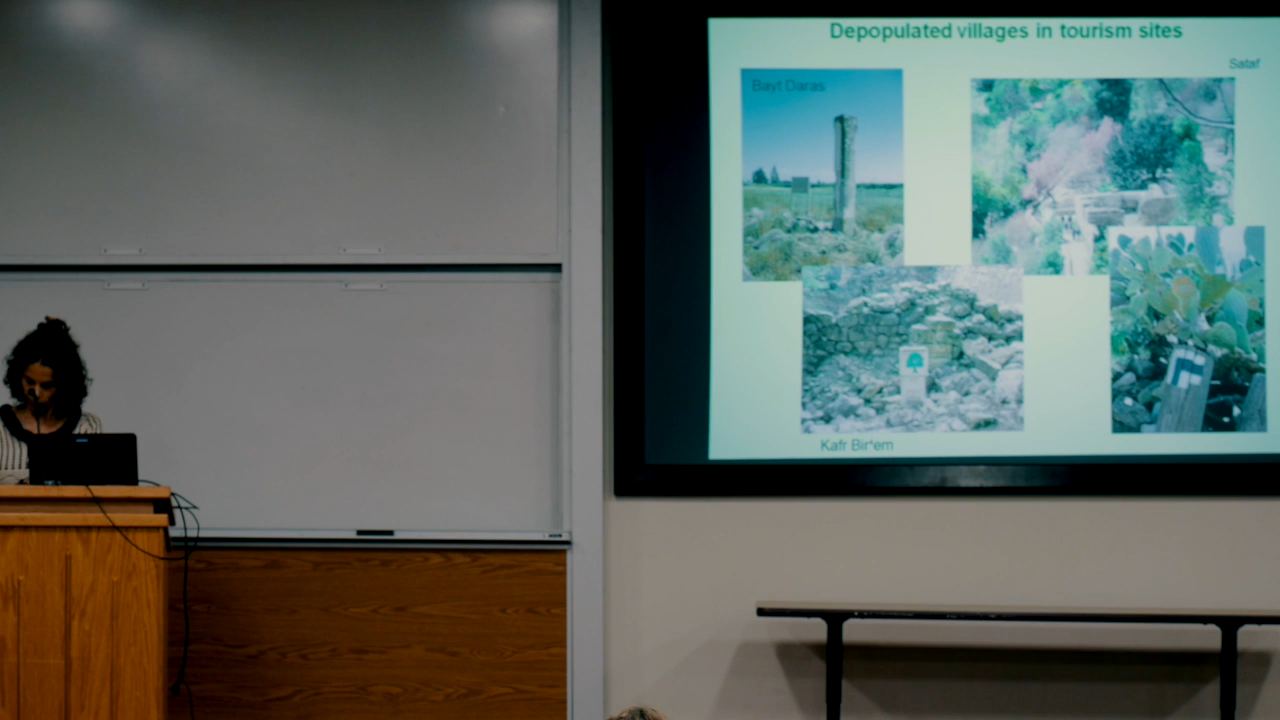 Depopulated villages in tourism sites
Sataf
Bayt Daras
Kafr Bir'em